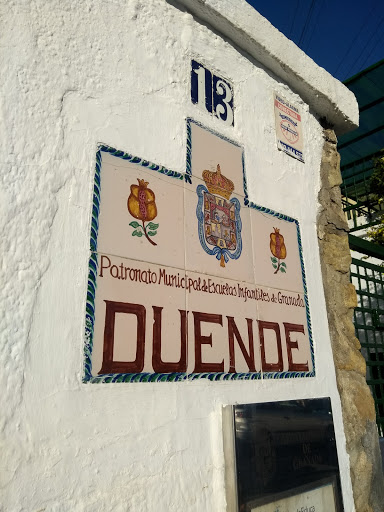 13
Patronato Municipal de Escuelas Infantiles de Granada
DUENDE